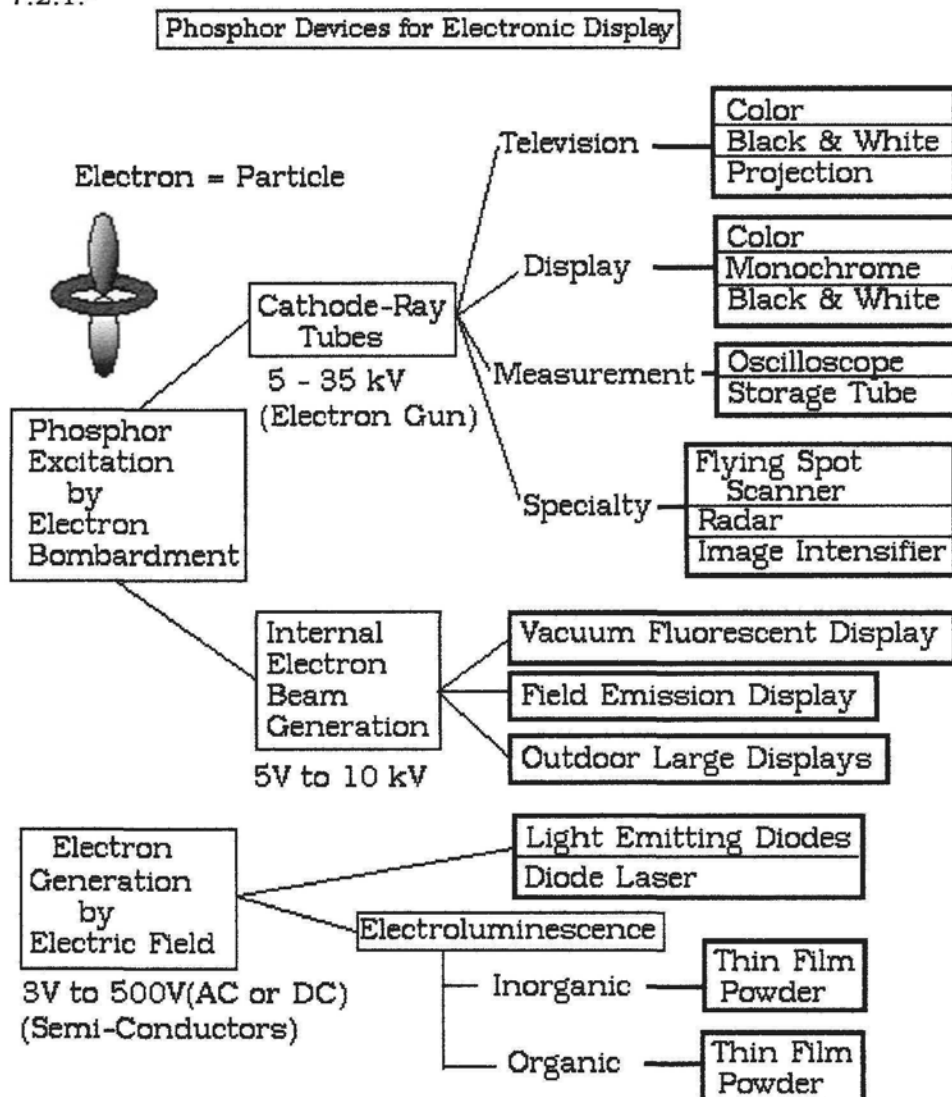 7.2.1.
Phosphor Devices for Electronic Display
Electron = Particle
Phosphor
Excitation
by
Electron
Bombardment
Cathode-Ray
Tubes
5 - 35 kV
(Electron Gun)
Television
Color
Black & White
Projection
Display
Color
Monochrome
Black & White
Measurement
Oscilloscope
Storage Tube
Specialty
Flying Spot
Scanner
Radar
Image Intensifier
Internal
Electron
Beam
Generation
5V to 10 kV
Vacuum Fluorescent Display
Field Emission Display
Outdoor Large Displays
Electron
Generation
by
Electric Field
3V to 500V(AC or DC)
(Semi-Conductors)
Light Emitting Diodes
Diode Laser
Electroluminescence
Inorganic
Thin Film
Powder
Organic
Thin Film
Powder